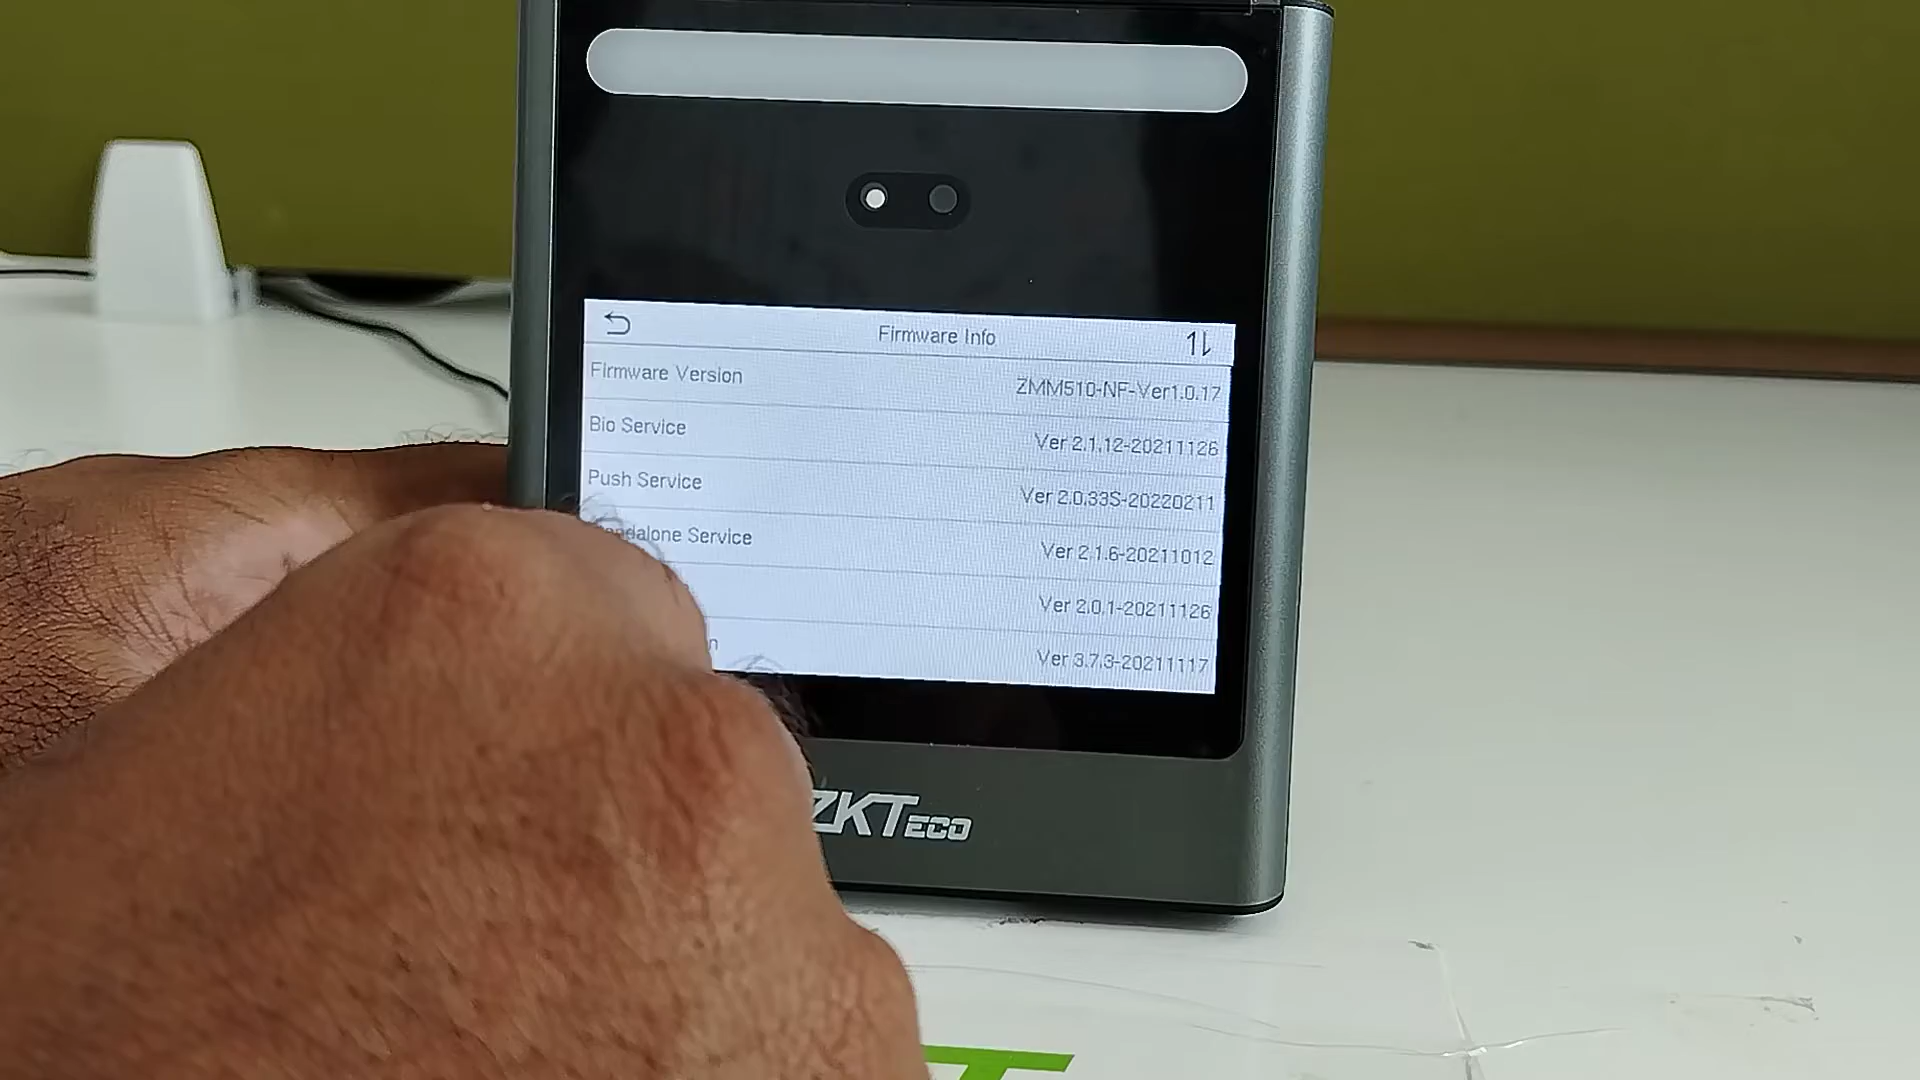 Firmware Info
Firmware Version ZMM510-NF-Ver1.0.17
Bio Service Ver 2.1.12-20211126
Push Service Ver 2.0.33S-20220211
Service Ver 2.1.6-20211012
Ver 2.0.1-20211126
Ver 3.7.3-20211117
ZKTECO